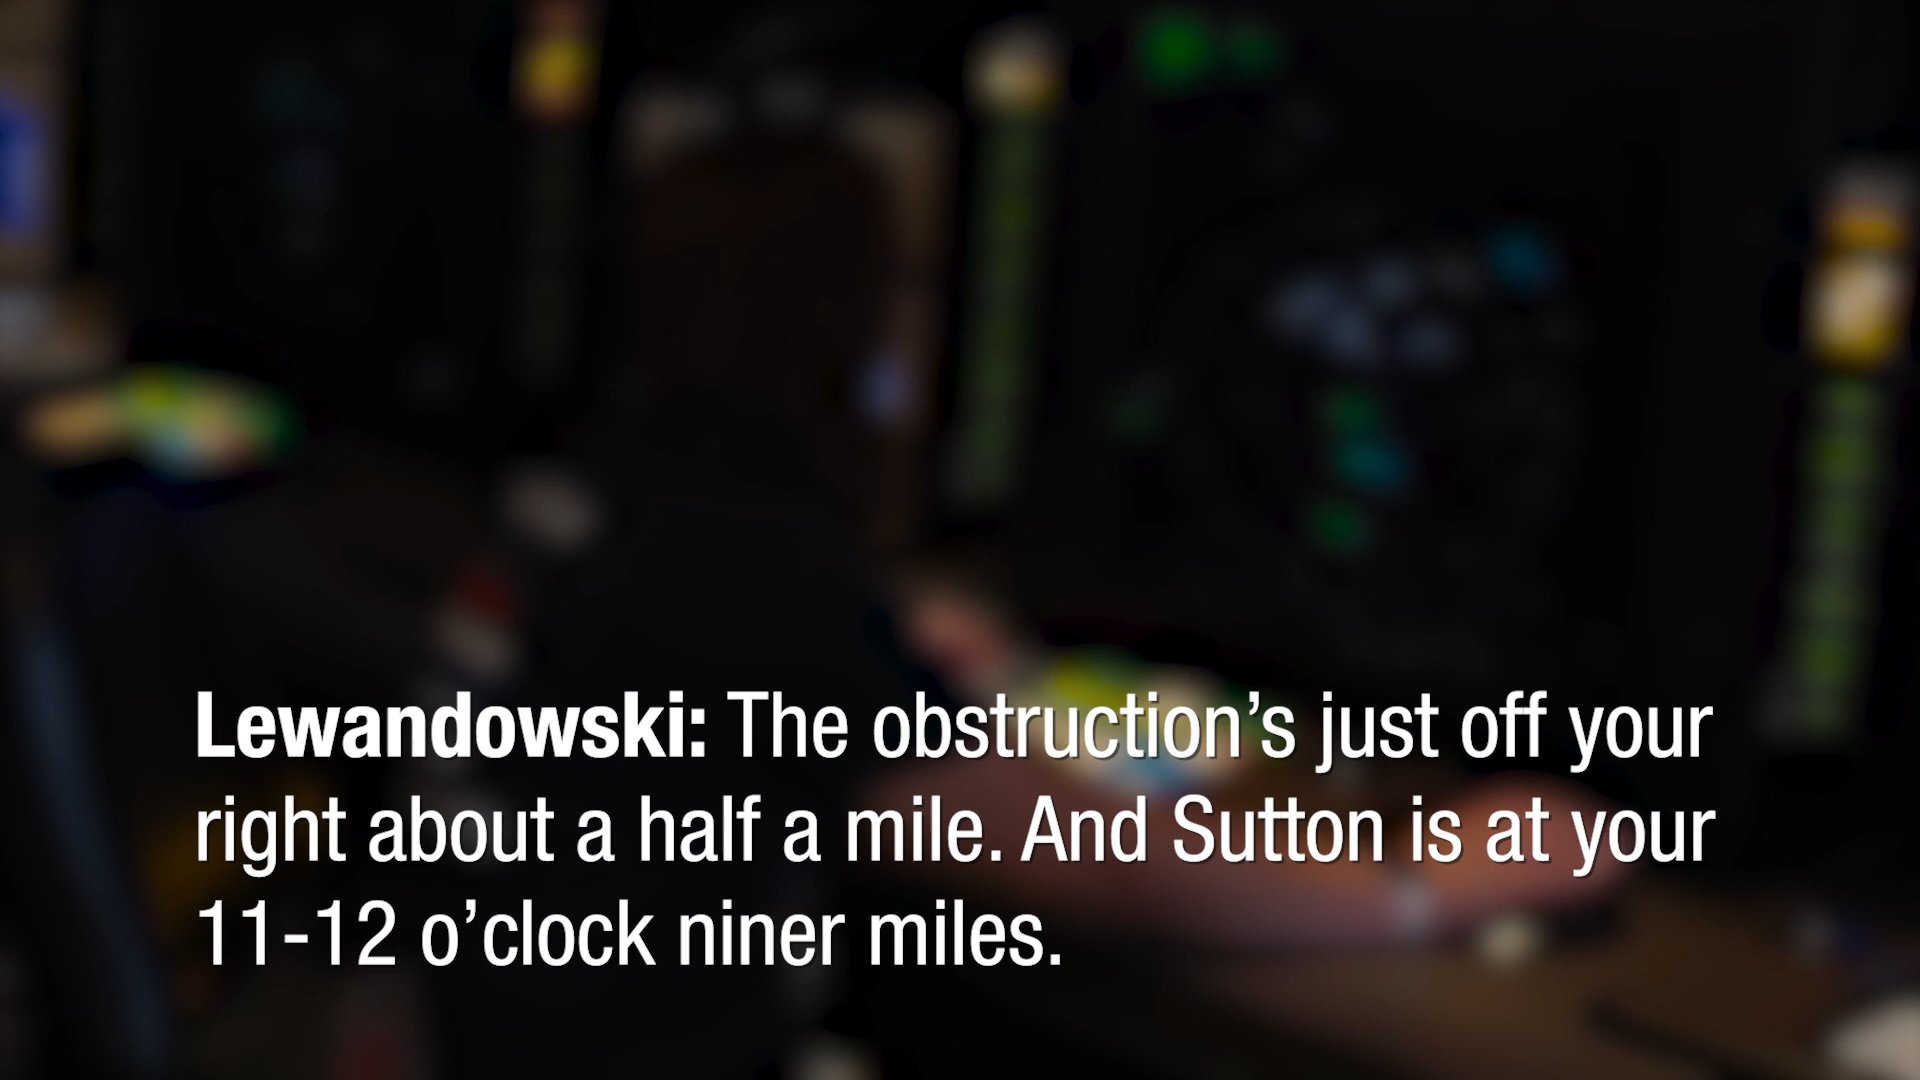 Lewandowski: The obstruction’s just off your
right about a half a mile. And Sutton is at your
11-12 o’clock niner miles.